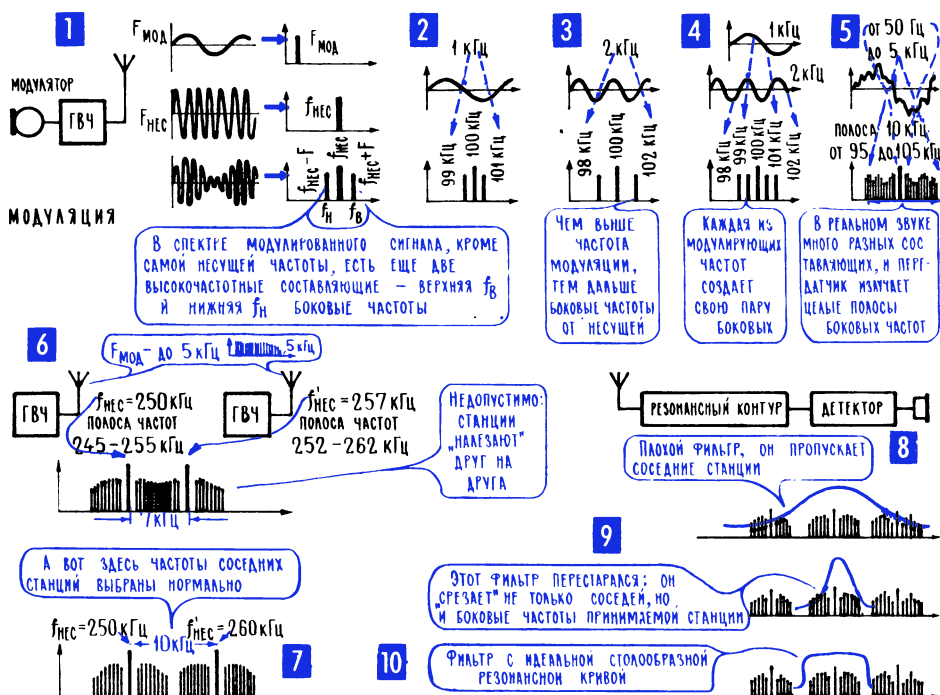 1
Fмод
Fмод
МОДУЛЯТОР
ГВЧ
Fнес
fнес
fнес-F
fнес
fнес+F
fн
fв
МОДУЛЯЦИЯ
В СПЕКТРЕ МОДУЛИРОВАННОГО СИГНАЛА, КРОМЕ
САМОЙ НЕСУЩЕЙ ЧАСТОТЫ, ЕСТЬ ЕЩЕ ДВЕ
ВЫСОКОЧАСТОТНЫЕ СОСТАВЛЯЮЩИЕ – ВЕРХНЯЯ fв
И НИЖНЯЯ fн БОКОВЫЕ ЧАСТОТЫ
2
1 кГц
99 кГц
100 кГц
101 кГц
3
2 кГц
98 кГц
100 кГц
102 кГц
ЧЕМ ВЫШЕ
ЧАСТОТА
МОДУЛЯЦИИ,
ТЕМ ДАЛЬШЕ
БОКОВЫЕ ЧАСТОТЫ
ОТ НЕСУЩЕЙ
4
1 кГц
2 кГц
98 кГц
99 кГц
100 кГц
101 кГц
102 кГц
КАЖДАЯ ИЗ
МОДУЛИРУЮЩИХ
ЧАСТОТ
СОЗДАЕТ
СВОЮ ПАРУ
БОКОВЫХ
5
от 50 Гц
до 5 кГц
ПОЛОСА 10 кГц
от 95 до 105 кГц
В РЕАЛЬНОМ ЗВУКЕ
МНОГО РАЗНЫХ СОС
ТАВЛЯЮЩИХ, И ПЕРЕ-
ДАТЧИК ИЗЛУЧАЕТ
ЦЕЛЫЕ ПОЛОСЫ
БОКОВЫХ ЧАСТОТ
6
Fмод – ДО 5 кГц
5 кГц
ГВЧ
fнес=250 кГц
ПОЛОСА ЧАСТОТ
245–255 кГц
ГВЧ
f'нес=257 кГц
ПОЛОСА ЧАСТОТ
252–262 кГц
7 кГц
НЕДОПУСТИМО:
СТАНЦИИ
„НАЛЕЗАЮТ"
ДРУГ НА
ДРУГА
А ВОТ ЗДЕСЬ ЧАСТОТЫ СОСЕДНИХ
СТАНЦИЙ ВЫБРАНЫ НОРМАЛЬНО
fнес=250 кГц
f'нес=260 кГц
10 кГц
7
РЕЗОНАНСНЫЙ КОНТУР
ДЕТЕКТОР
8
ПЛОХОЙ ФИЛЬТР, ОН ПРОПУСКАЕТ
СОСЕДНИЕ СТАНЦИИ
9
ЭТОТ ФИЛЬТР ПЕРЕСТАРАЛСЯ: ОН
„СРЕЗАЕТ" НЕ ТОЛЬКО СОСЕДЕЙ, НО
И БОКОВЫЕ ЧАСТОТЫ ПРИНИМАЕМОЙ СТАНЦИИ
10
ФИЛЬТР С ИДЕАЛЬНОЙ СТОЛООБРАЗНОЙ
РЕЗОНАНСНОЙ КРИВОЙ